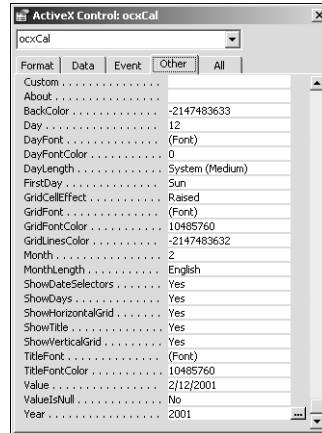 ActiveX Control: ocxCal
ocxCal
Format Data Event Other All
Custom . . . . . . . . . . . . . . .
About . . . . . . . . . . . . . . . .
BackColor . . . . . . . . . . . . -2147483633
Day . . . . . . . . . . . . . . . . . 12
DayFont . . . . . . . . . . . . . (Font)
DayFontColor . . . . . . . . . 0
DayLength . . . . . . . . . . . System (Medium)
FirstDay . . . . . . . . . . . . . Sun
GridCellEffect . . . . . . . . . Raised
GridFont . . . . . . . . . . . . . (Font)
GridFontColor . . . . . . . . . 10485760
GridLinesColor . . . . . . . . . -2147483632
Month . . . . . . . . . . . . . . . 2
MonthLength . . . . . . . . . . English
ShowDateSelectors . . . . . Yes
ShowDays . . . . . . . . . . . . Yes
ShowHorizontalGrid . . . . . Yes
ShowTitle . . . . . . . . . . . . Yes
ShowVerticalGrid . . . . . . . Yes
TitleFont . . . . . . . . . . . . . (Font)
TitleFontColor . . . . . . . . . 10485760
Value . . . . . . . . . . . . . . . . 2/12/2001
ValueIsNull . . . . . . . . . . . . No
Year . . . . . . . . . . . . . . . . . 2001 ...